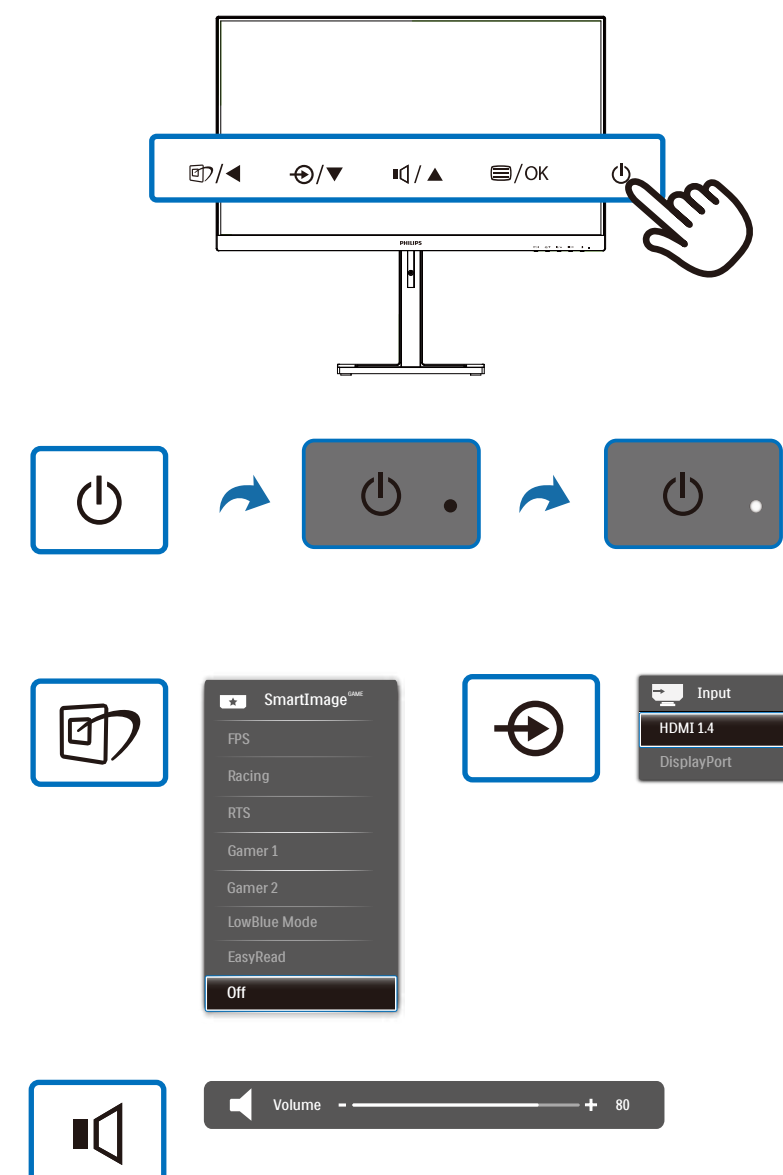 /◀ /▼ /▲ /OK
PHILIPS
SmartImage GAME
FPS
Racing
RTS
Gamer 1
Gamer 2
LowBlue Mode
EasyRead
Off
Input
HDMI 1.4
DisplayPort
Volume - + 80